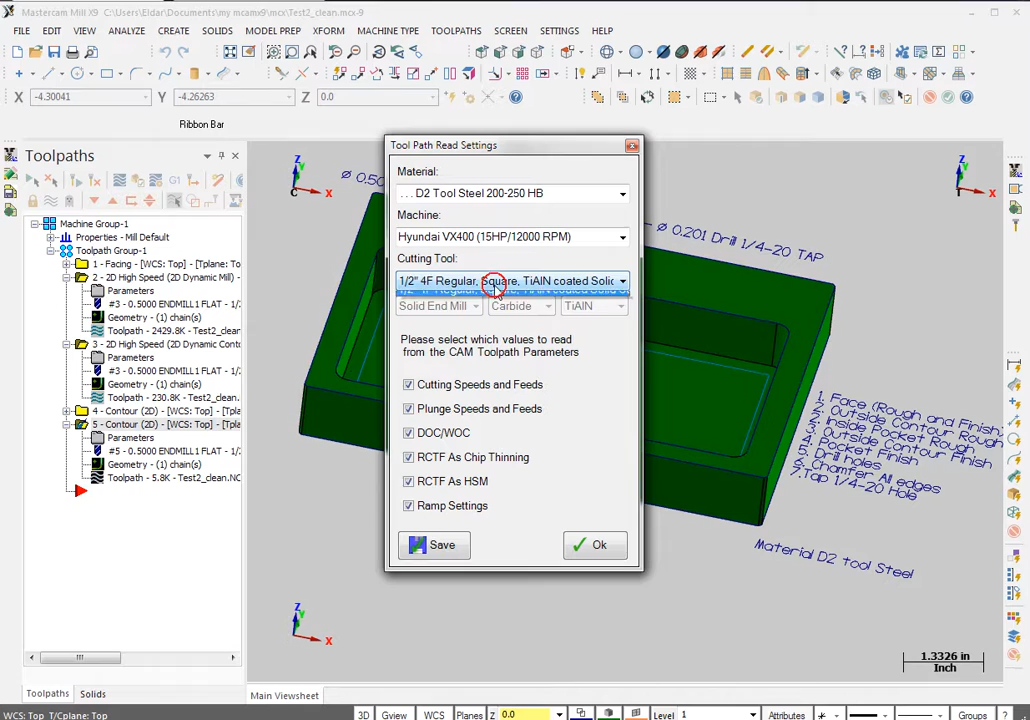 Mastercam Mill X9 C:\Users\Eldar\Documents\my mcamx9\mcx\Test2_clean.mcx-9
FILE EDIT VIEW ANALYZE CREATE SOLIDS MODEL PREP XFORM MACHINE TYPE TOOLPATHS SCREEN SETTINGS HELP
X -4.30041 Y -4.26263 Z 0.0
Ribbon Bar
Toolpaths
Machine Group-1
Properties - Mill Default
Toolpath Group-1
1 - Facing - [WCS: Top] - [Tplane: To
2 - 2D High Speed (2D Dynamic Mill) -
Parameters
#3 - 0.5000 ENDMILL1 FLAT - 1/
Geometry - (1) chain(s)
Toolpath - 2429.8K - Test2_clean.
3 - 2D High Speed (2D Dynamic Conto
Parameters
#3 - 0.5000 ENDMILL1 FLAT - 1/
Geometry - (1) chain(s)
Toolpath - 230.8K - Test2_clean.N
4 - Contour (2D) - [WCS: Top] - [Tpla
5 - Contour (2D) - [WCS: Top] - [Tpla
Parameters
#5 - 0.5000 ENDMILL1 FLAT - 1/
Geometry - (1) chain(s)
Toolpath - 5.8K - Test2_clean.NC
Toolpaths Solids
Tool Path Read Settings
Material:
. . . D2 Tool Steel 200-250 HB
Machine:
Hyundai VX400 (15HP/12000 RPM)
Cutting Tool:
1/2" 4F Regular, Square, TiAlN coated Solid
Solid End Mill Carbide TiAlN
Please select which values to read
from the CAM Toolpath Parameters
Cutting Speeds and Feeds
Plunge Speeds and Feeds
DOC/WOC
RCTF As Chip Thinning
RCTF As HSM
Ramp Settings
Save Ok
Z Y X C
Z Y X
Z Y X
Ø 0.50
Ø 0.201 Drill 1/4-20 TAP
1. Face (Rough and Finish)
2. Outside Contour Rough
3. Inside Pocket Rough
4. Outside Contour Finish
5. Pocket Finish
6. Drill holes
6. Chamfer All edges
7. Tap 1/4-20 Hole
Material D2 tool Steel
1.3326 in
Inch
Main Viewsheet
WCS: Top T/Cplane: Top 3D Gview WCS Planes Z 0.0 Level 1 Attributes Groups ?